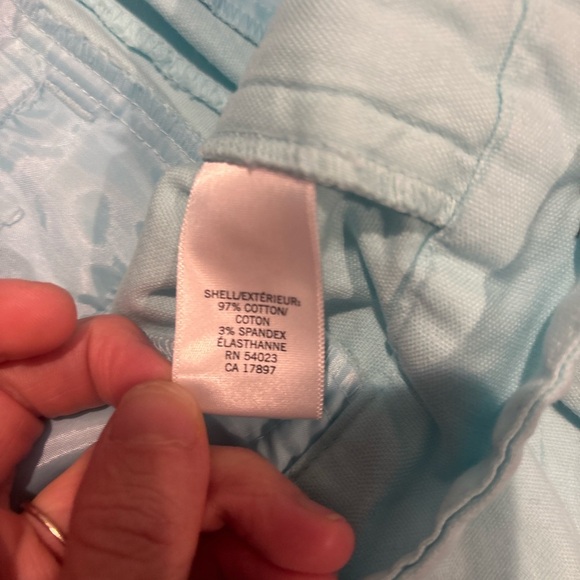 SHELL/EXTÉRIEUR:
97% COTTON/
COTON
3% SPANDEX
ÉLASTHANNE
RN 54023
CA 17897